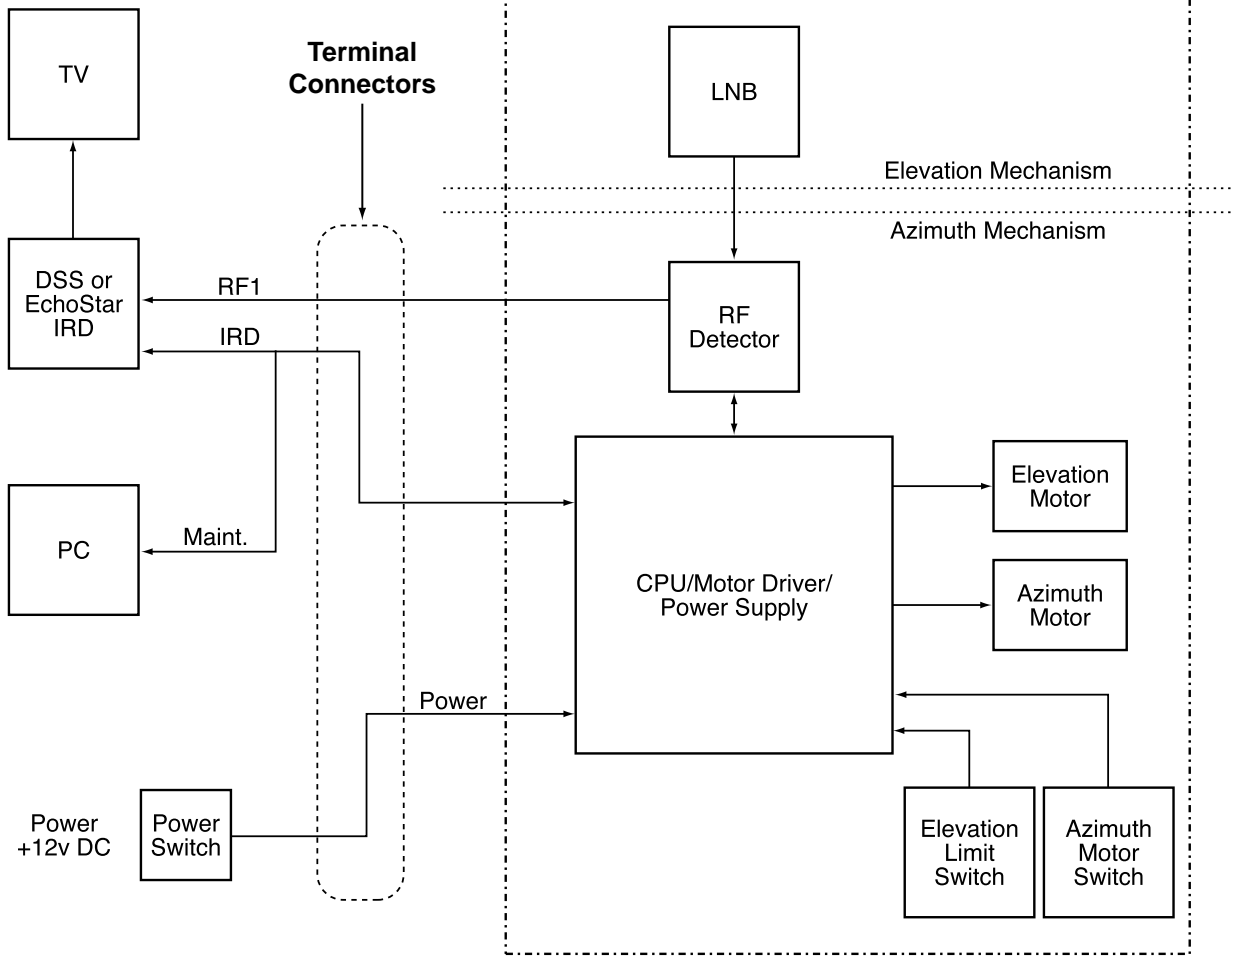 TV
Terminal
Connectors
LNB
Elevation Mechanism
Azimuth Mechanism
DSS or
EchoStar
IRD
RF1
IRD
RF
Detector
Elevation
Motor
PC
Maint.
CPU/Motor Driver/
Power Supply
Azimuth
Motor
Power
Power
+12v DC
Power
Switch
Elevation
Limit
Switch
Azimuth
Motor
Switch